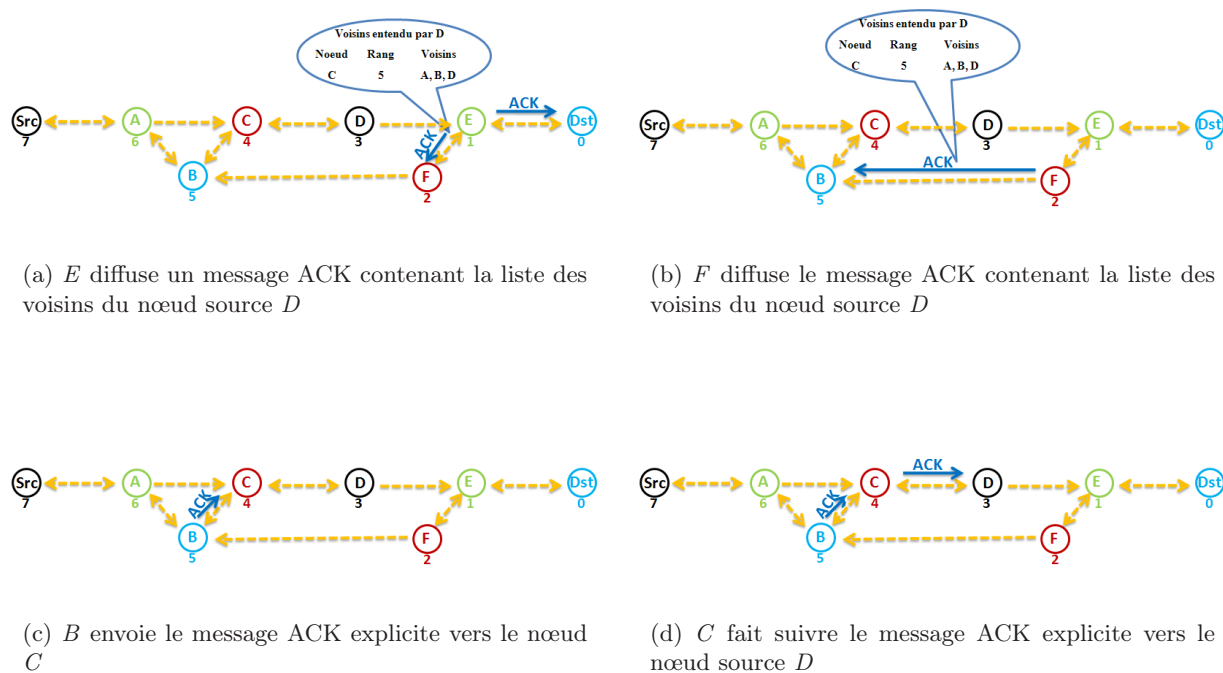 Voisins entendu par D
Noeud Rang Voisins
C 5 A, B, D
ACK
Src A C D E Dst
7 6 4 3 1 0
ACK
B F
5 2
(a) E diffuse un message ACK contenant la liste des
voisins du nœud source D
Voisins entendu par D
Noeud Rang Voisins
C 5 A, B, D
Src A C D E Dst
7 6 4 3 1 0
ACK
B F
5 2
(b) F diffuse le message ACK contenant la liste des
voisins du nœud source D
Src A C D E Dst
7 6 4 3 1 0
ACK
B F
5 2
(c) B envoie le message ACK explicite vers le nœud
C
ACK
Src A C D E Dst
7 6 4 3 1 0
ACK
B F
5 2
(d) C fait suivre le message ACK explicite vers le
nœud source D